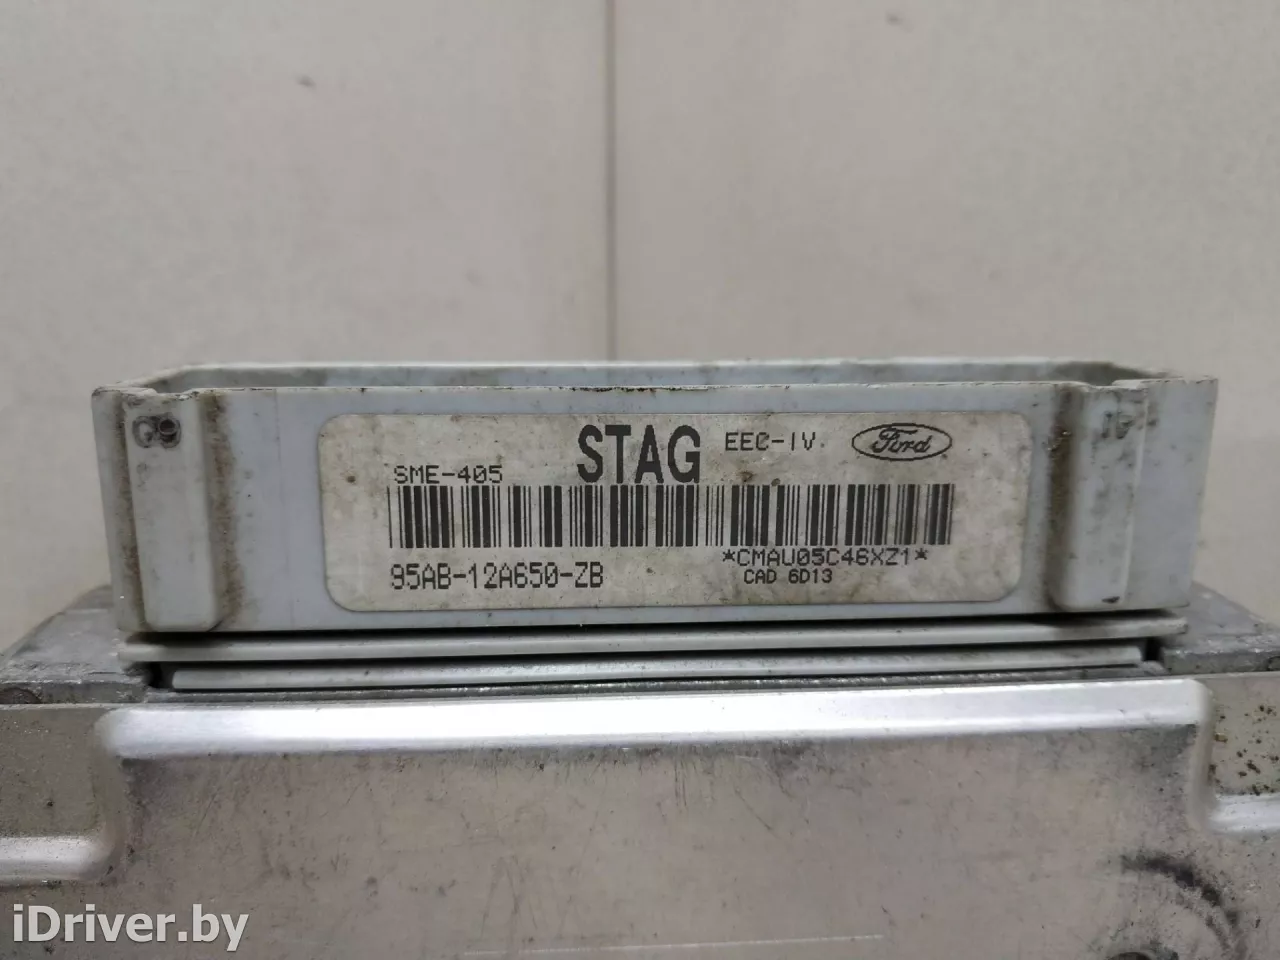 STAG EEC-IV. Ford
SME-405
*CMAU05C46XZ1*
95AB-12A650-ZB
CAD 6D13
iDriver.by